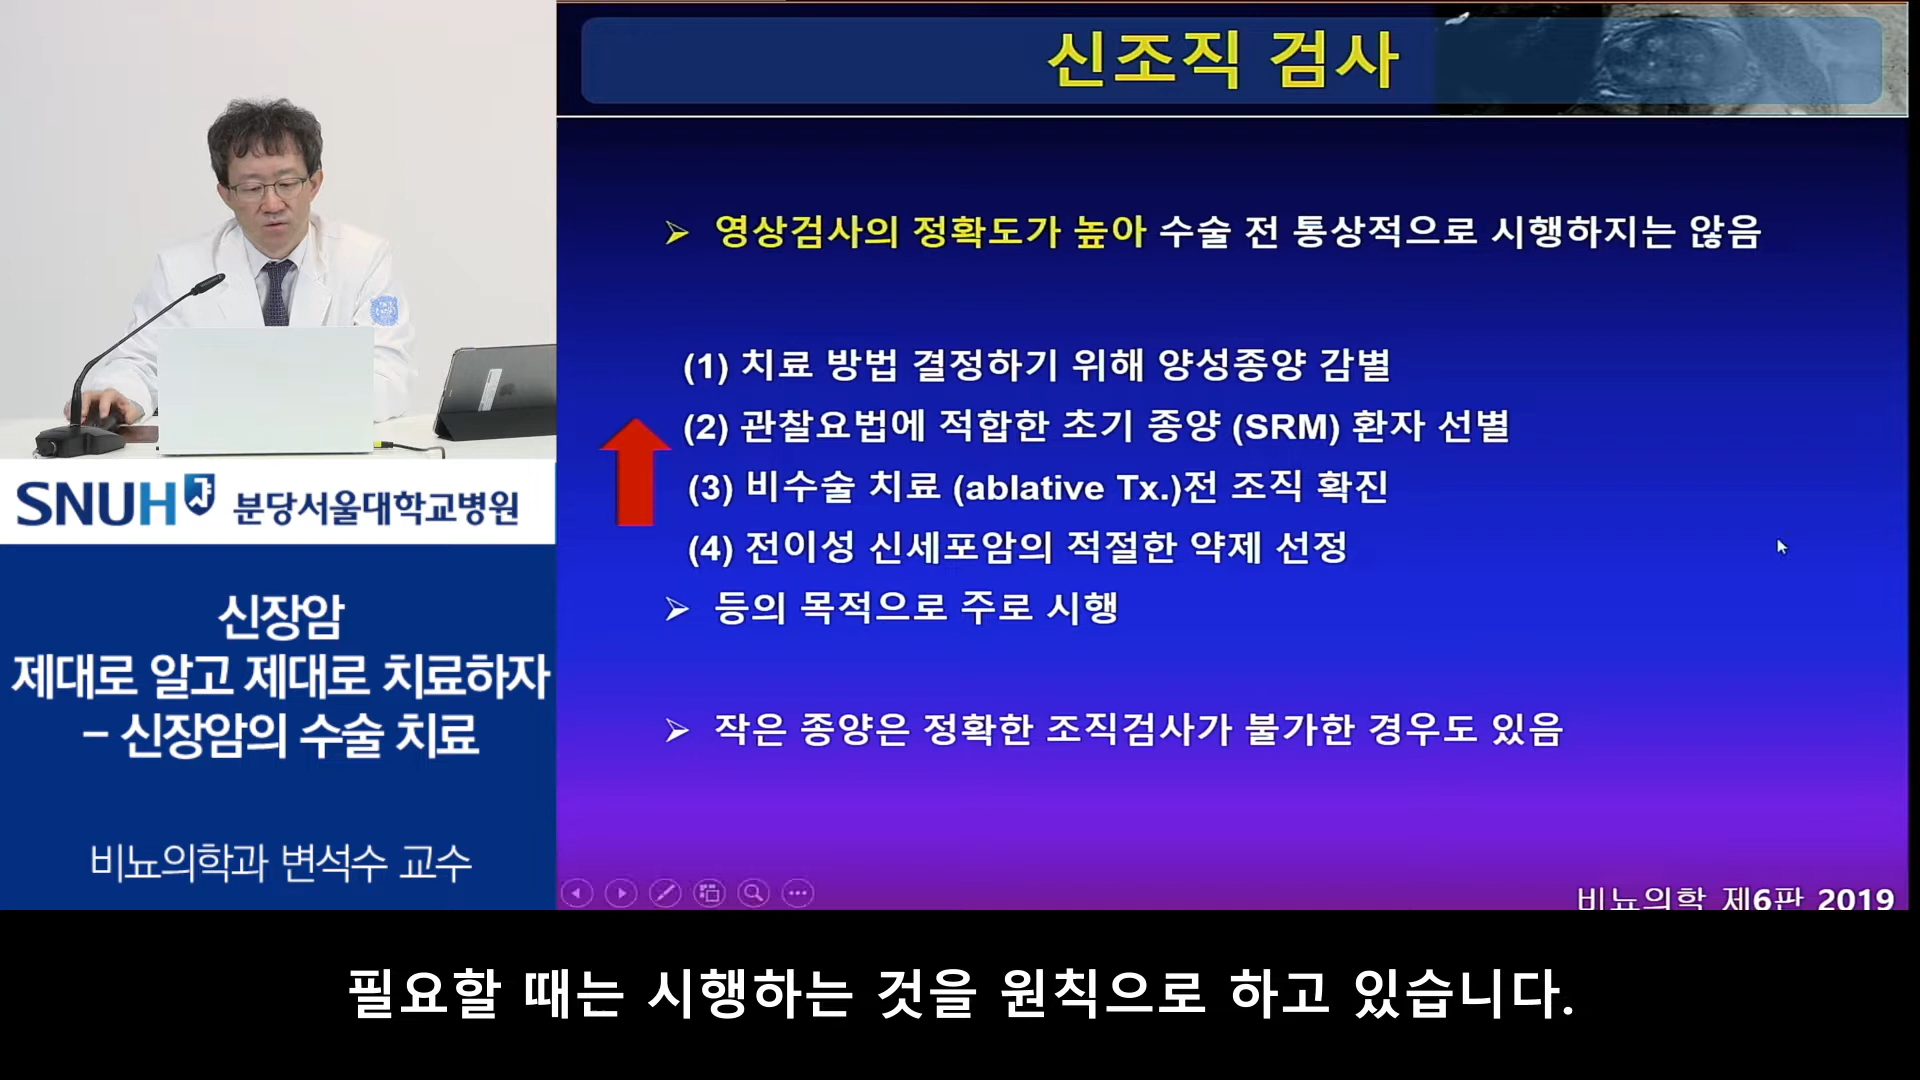 신조직 검사
➢ 영상검사의 정확도가 높아 수술 전 통상적으로 시행하지는 않음
(1) 치료 방법 결정하기 위해 양성종양 감별
(2) 관찰요법에 적합한 초기 종양 (SRM) 환자 선별
(3) 비수술 치료 (ablative Tx.)전 조직 확진
(4) 전이성 신세포암의 적절한 약제 선정
➢ 등의 목적으로 주로 시행
➢ 작은 종양은 정확한 조직검사가 불가한 경우도 있음
비뇨의학 제6판 2019
SNUH 분당서울대학교병원
신장암
제대로 알고 제대로 치료하자
– 신장암의 수술 치료
비뇨의학과 변석수 교수
필요할 때는 시행하는 것을 원칙으로 하고 있습니다.